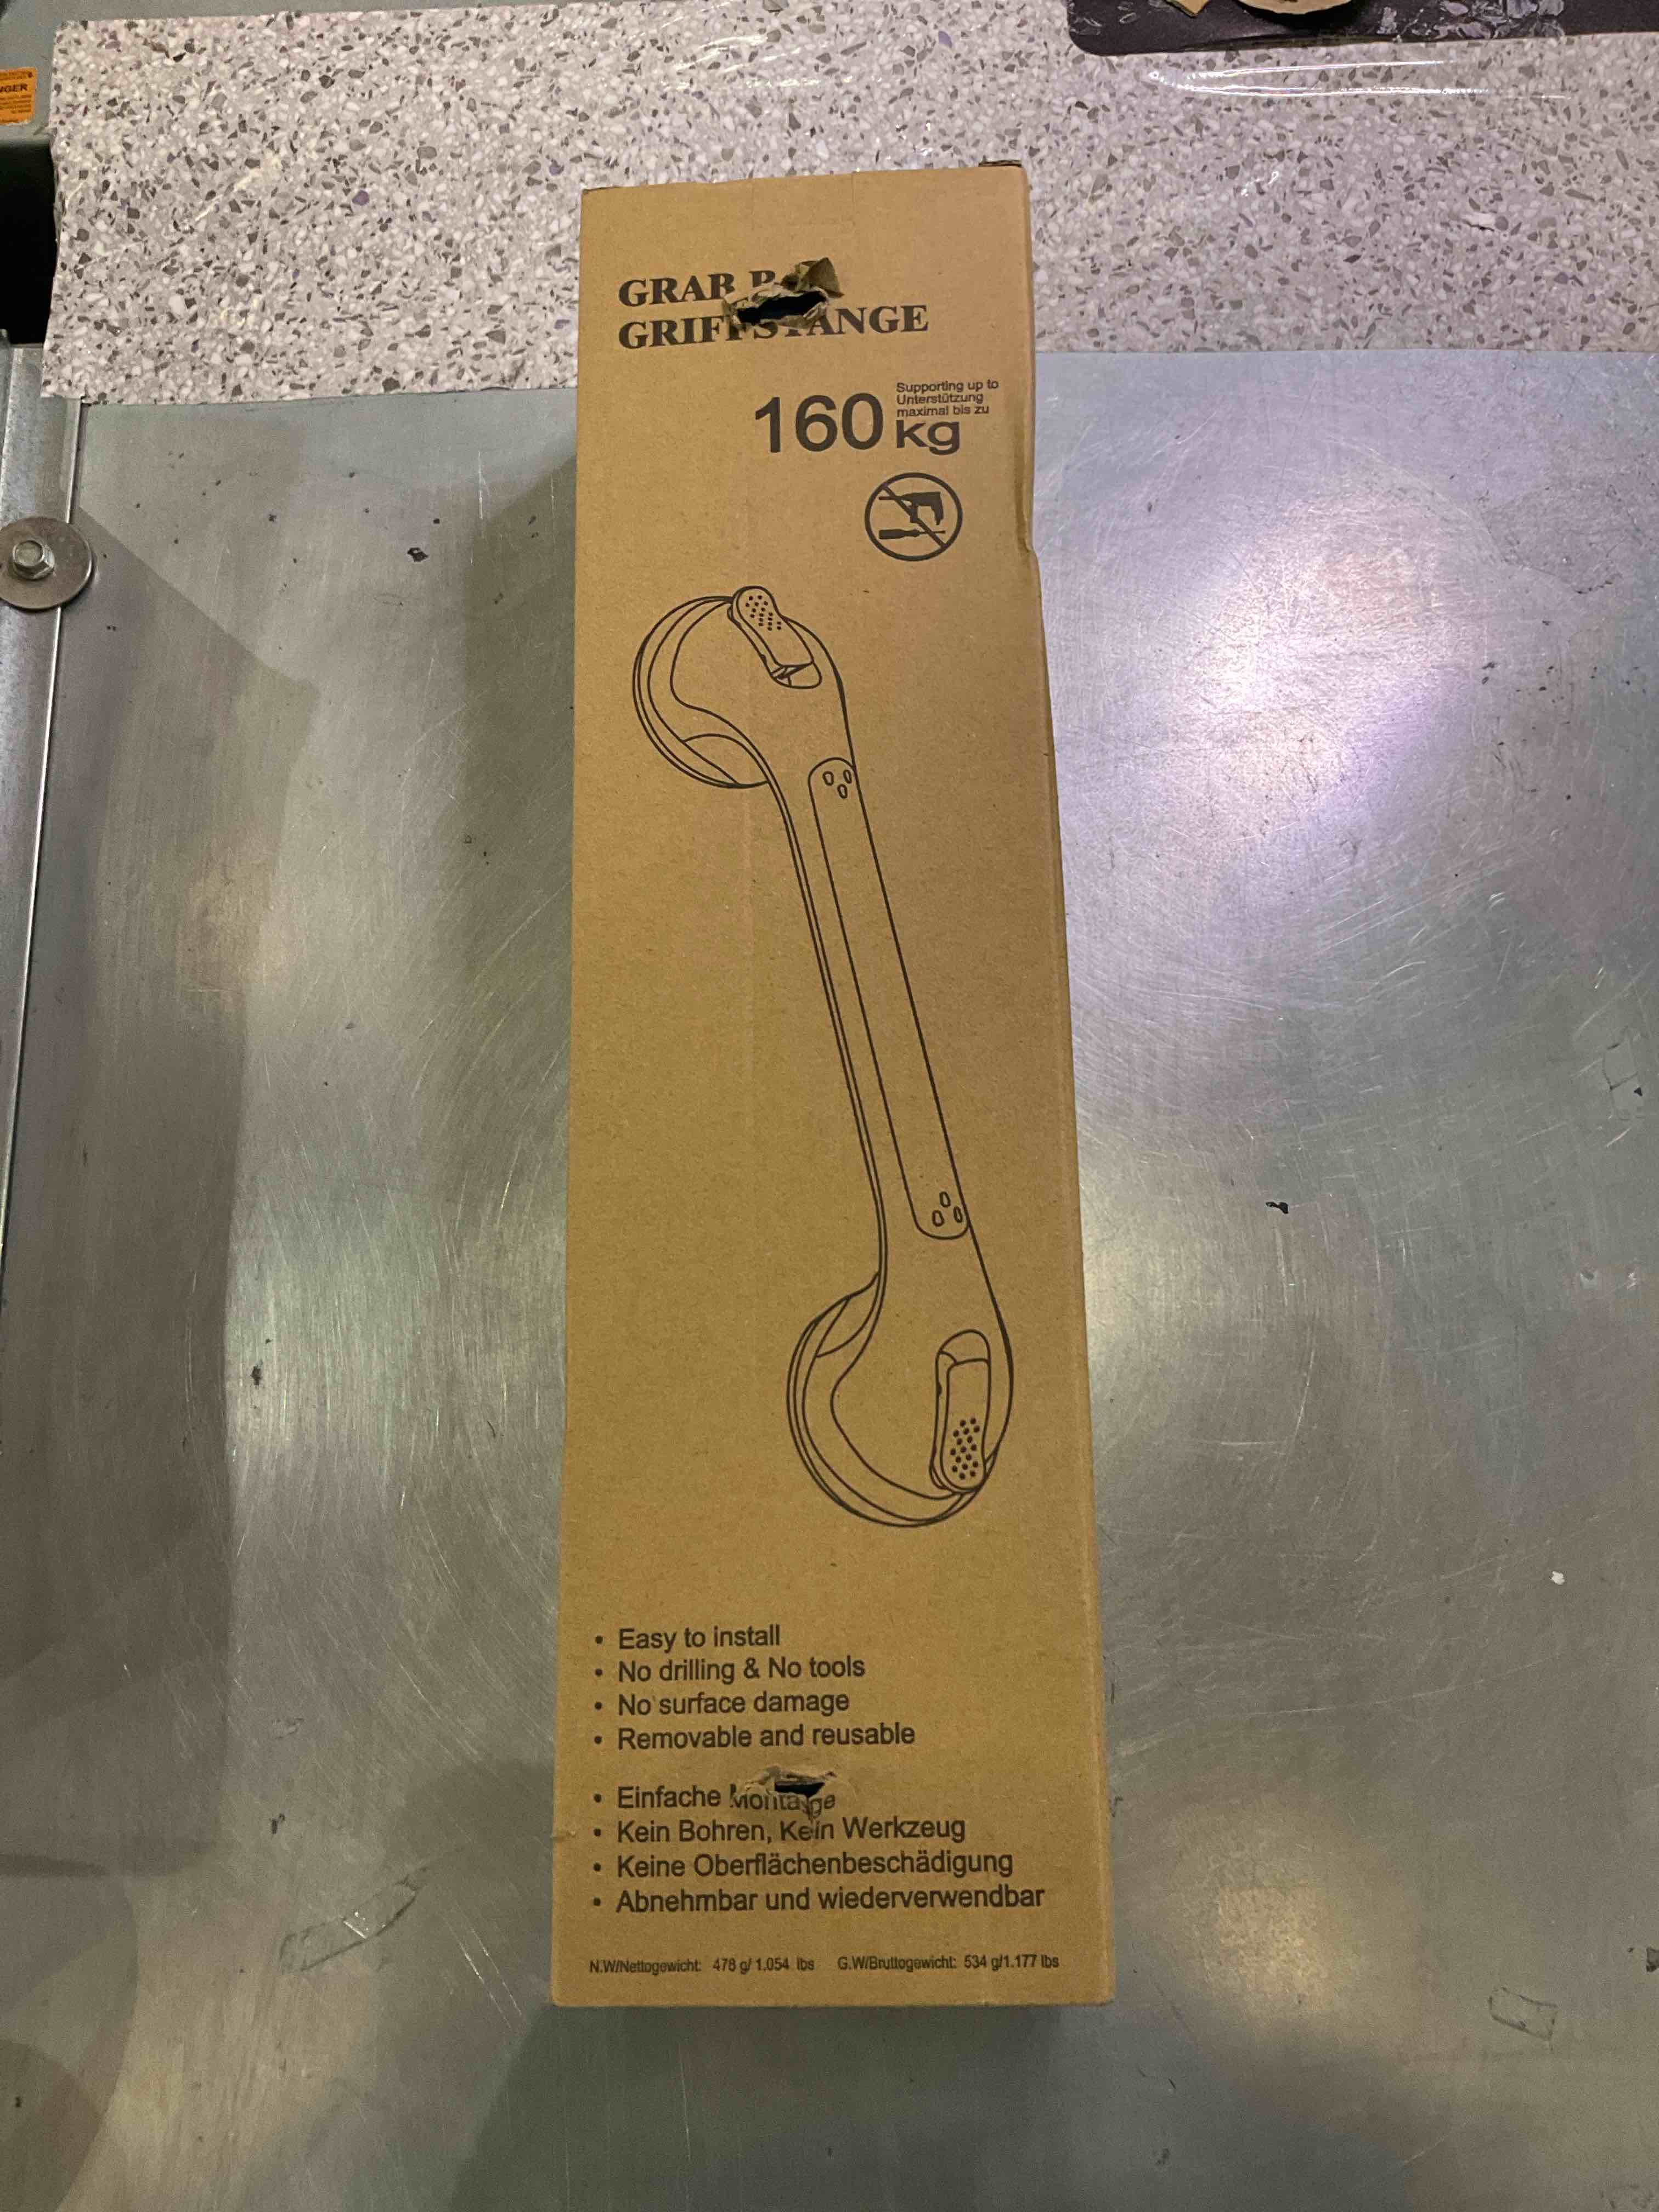 NGER
GRAB
GRIFFSTANGE
160 kg
Supporting up to
Unterstützung
maximal bis zu
• Easy to install
• No drilling & No tools
• No surface damage
• Removable and reusable
• Einfache Montage
• Kein Bohren, Kein Werkzeug
• Keine Oberflächenbeschädigung
• Abnehmbar und wiederverwendbar
N.W/Nettogewicht: 478 g/ 1.054 lbs G.W/Bruttogewicht: 534 g/1.177 lbs